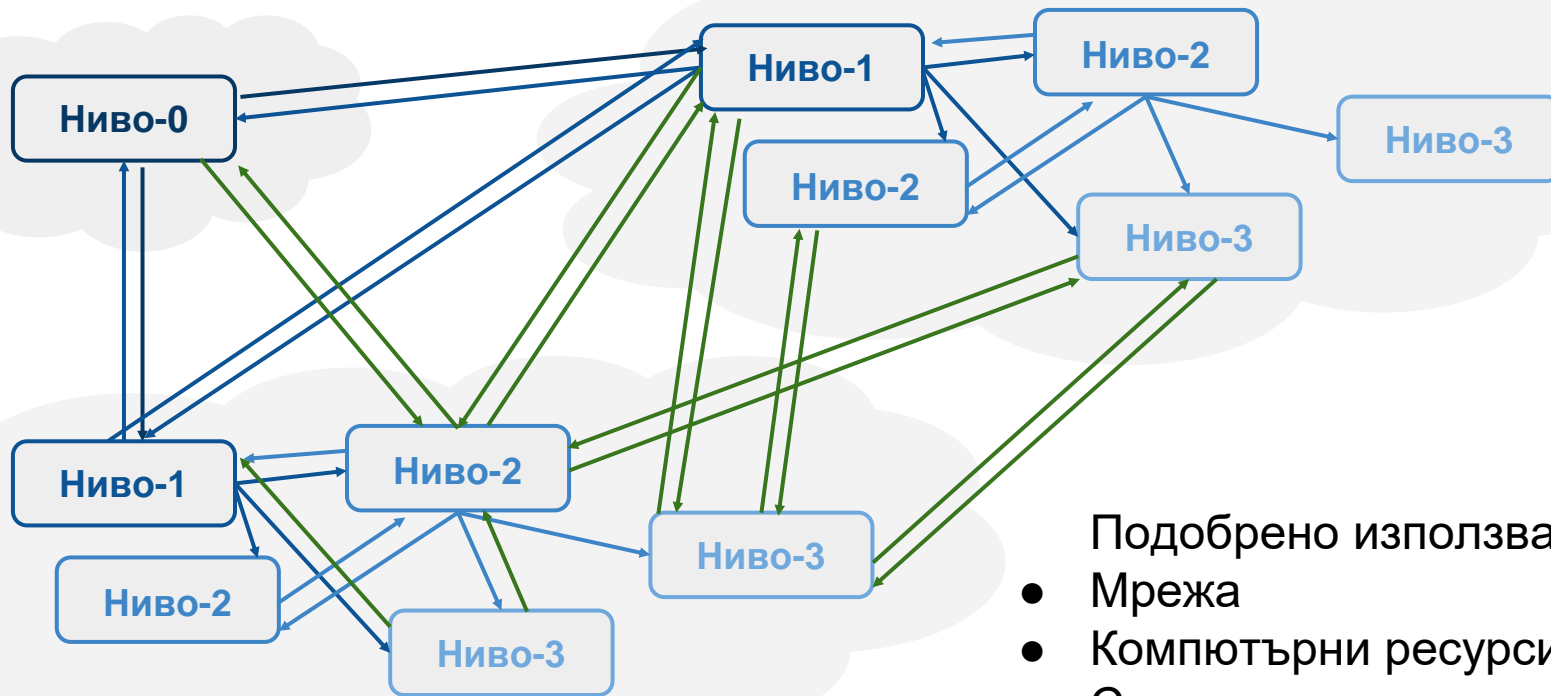 Ниво-0
Ниво-1
Ниво-2
Ниво-3
Ниво-2
Ниво-3
Ниво-1
Ниво-2
Ниво-3
Ниво-2
Ниво-3
Подобрено използва
● Мрежа
● Компютърни ресурси